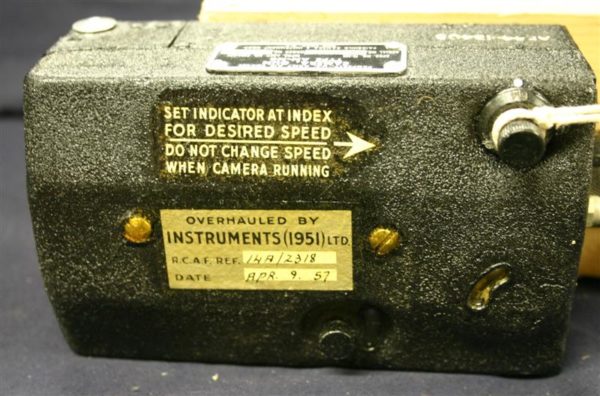 SET INDICATOR AT INDEX
FOR DESIRED SPEED
DO NOT CHANGE SPEED
WHEN CAMERA RUNNING
OVERHAULED BY
INSTRUMENTS (1951) LTD.
R.C.A.F. REF. 14A/2318
DATE APR. 9. 57